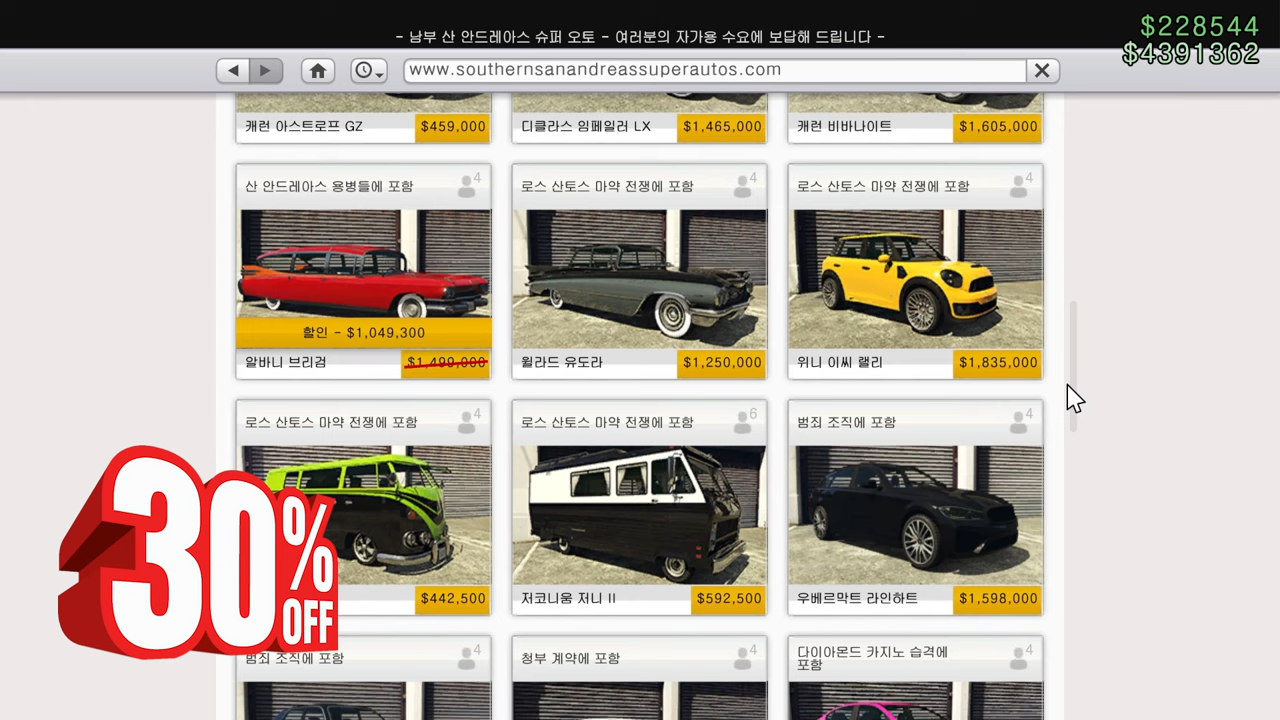 - 남부 산 안드레아스 슈퍼 오토 - 여러분의 자가용 수요에 보답해 드립니다 -
$228544
$4391362
www.southernsanandreassuperautos.com
캐런 아스트로프 GZ $459,000
디클라스 임페일러 LX $1,465,000
캐런 비바나이트 $1,605,000
산 안드레아스 용병들에 포함 4
로스 산토스 마약 전쟁에 포함 4
로스 산토스 마약 전쟁에 포함 4
할인 - $1,049,300
알바니 브리검 $1,499,000
윌라드 유도라 $1,250,000
위니 이씨 랠리 $1,835,000
로스 산토스 마약 전쟁에 포함 4
로스 산토스 마약 전쟁에 포함 6
범죄 조직에 포함 4
30% OFF
$442,500
저코니움 저니 II $592,500
우베르막트 라인하트 $1,598,000
범죄 조직에 포함 4
청부 계약에 포함 4
다이아몬드 카지노 습격에
포함 4